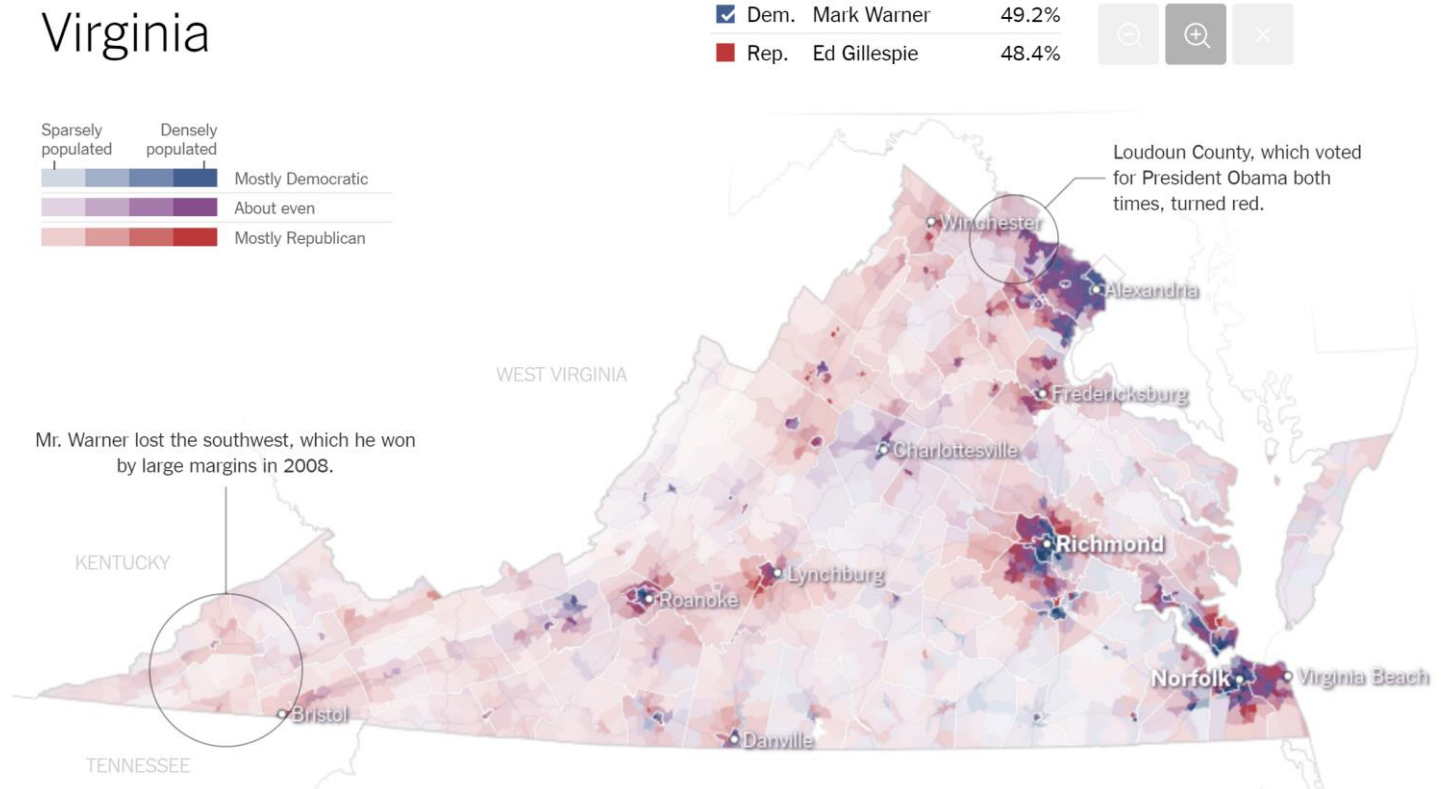 Virginia
Dem. Mark Warner 49.2%
Rep. Ed Gillespie 48.4%
Sparsely populated
Densely populated
Mostly Democratic
About even
Mostly Republican
Loudoun County, which voted
for President Obama both
times, turned red.
Winchester
Alexandria
WEST VIRGINIA
Fredericksburg
Mr. Warner lost the southwest, which he won
by large margins in 2008.
Charlottesville
KENTUCKY
Richmond
Lynchburg
Roanoke
Norfolk
Virginia Beach
Bristol
Danville
TENNESSEE